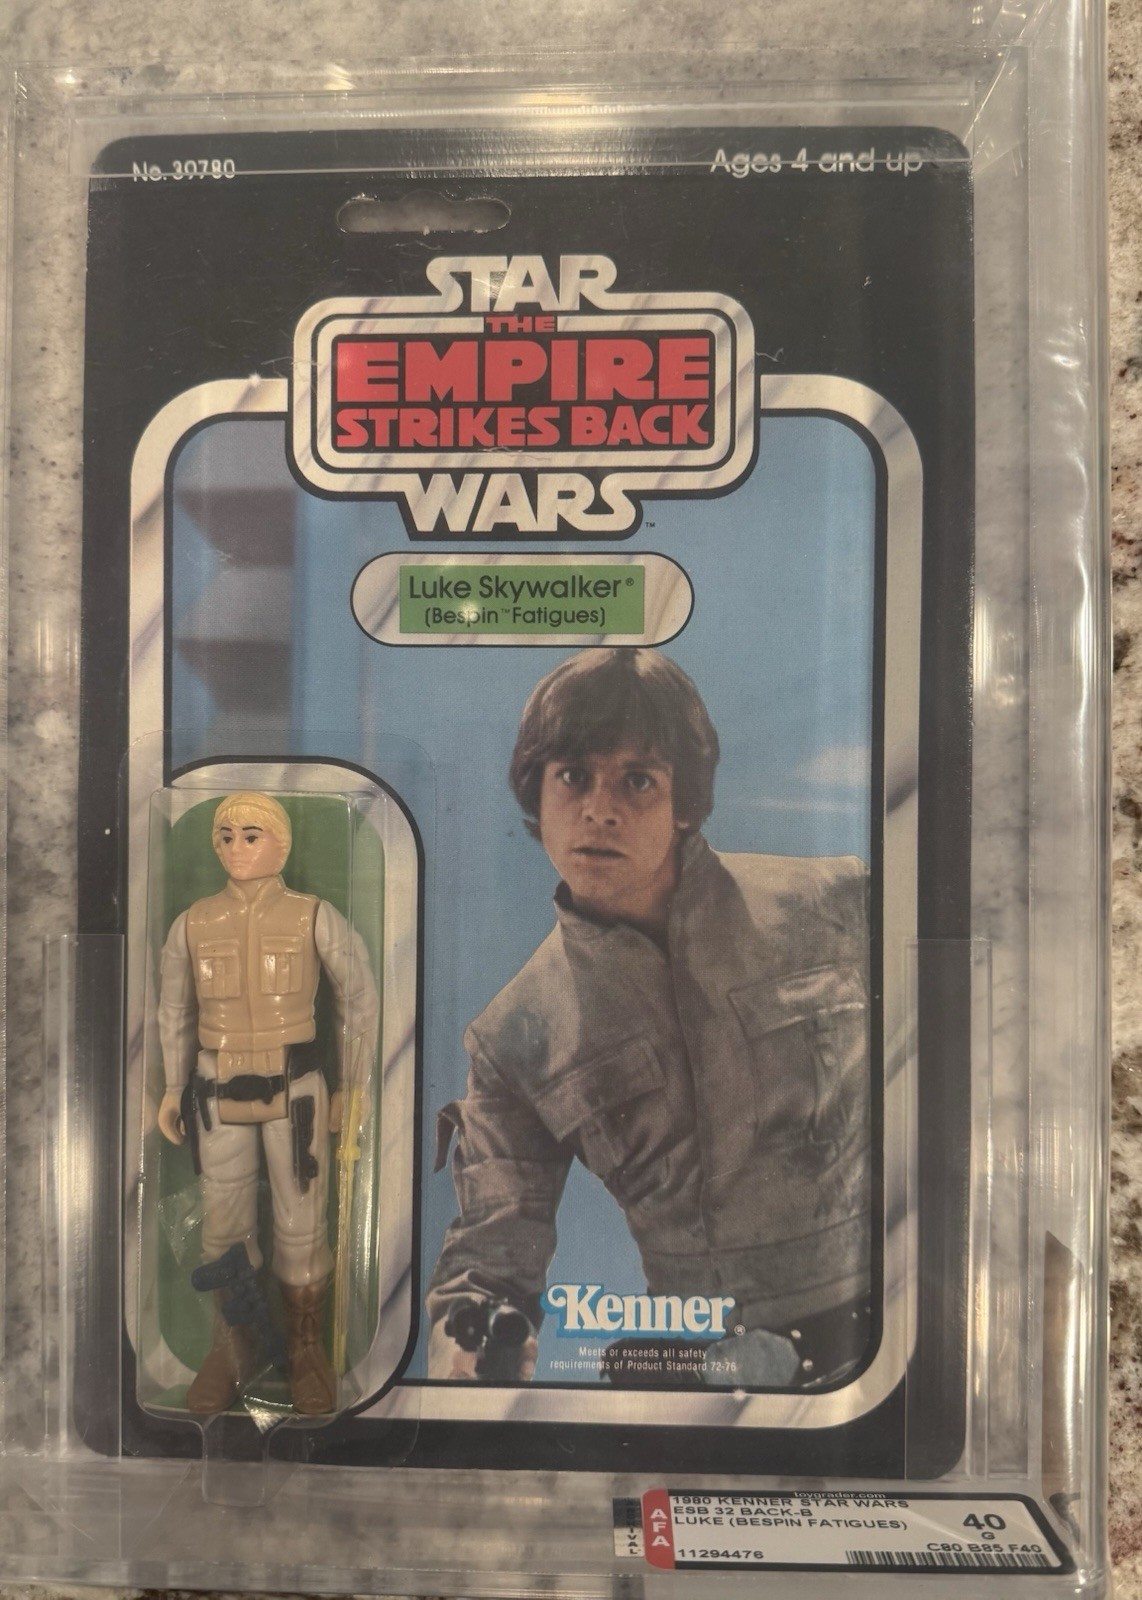 No. 39780
Ages 4 and up
STAR
THE
EMPIRE
STRIKES BACK
WARS™
Luke Skywalker®
(Bespin™ Fatigues)
Kenner®
Meets or exceeds all safety
requirements of Product Standard 72-76
toygrader.com
ARCHIVAL
AFA
1980 KENNER STAR WARS
ESB 32 BACK-B
LUKE (BESPIN FATIGUES)
11294476
40
G
C80 B85 F40